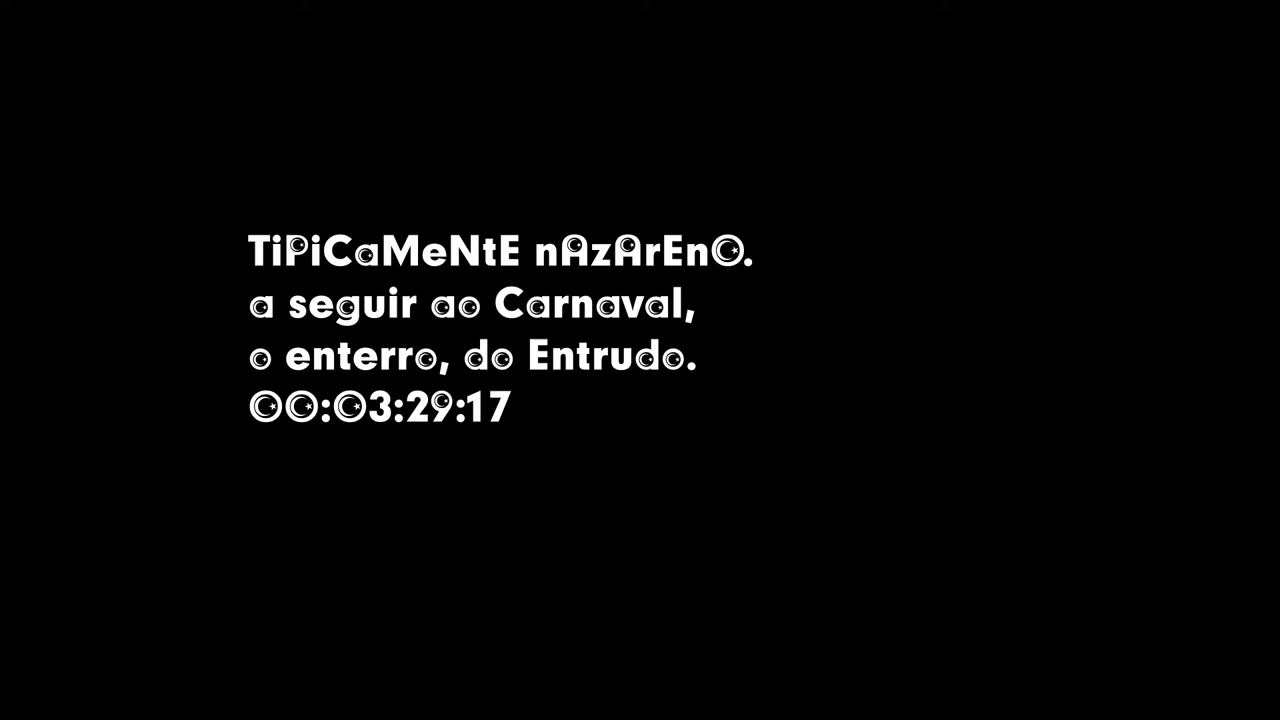 TiPiCaMeNtE nAzArEnO.
a seguir ao Carnaval,
o enterro, do Entrudo.
00:03:29:17